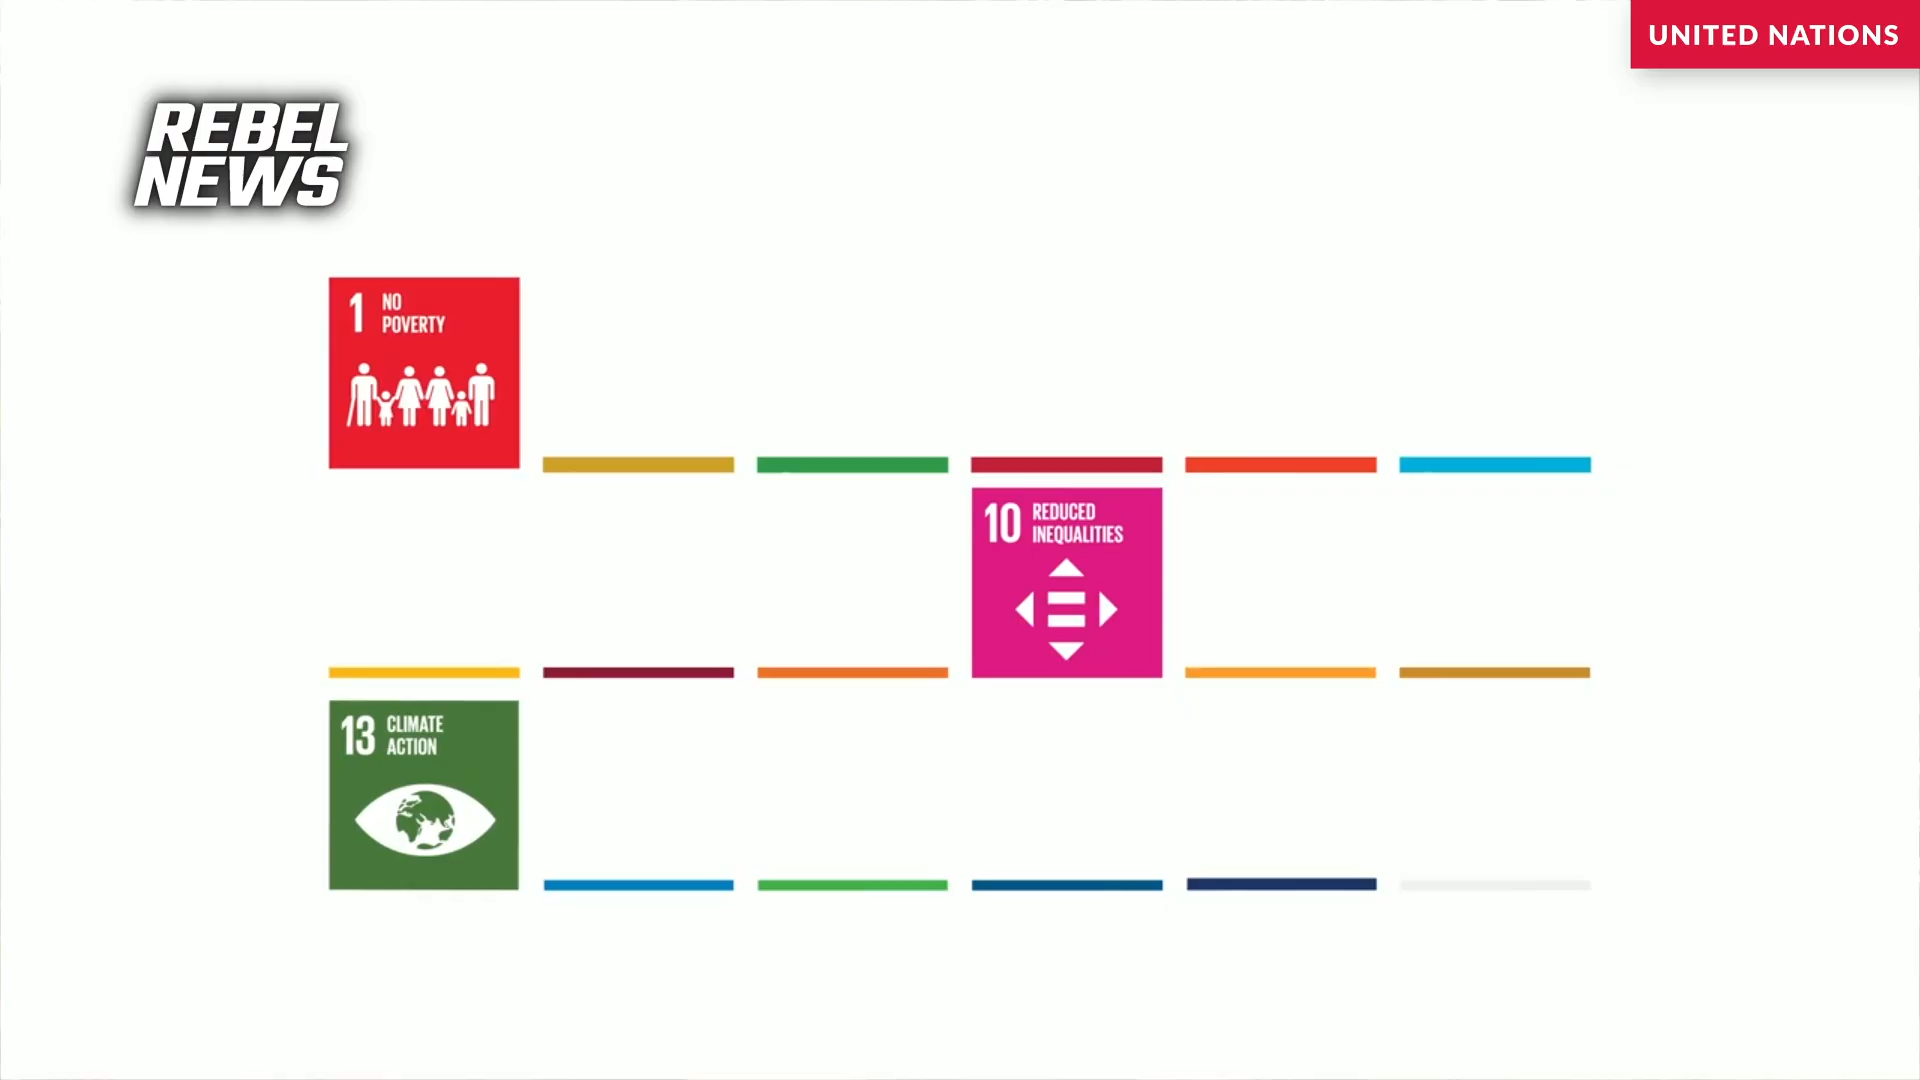 UNITED NATIONS
REBEL
NEWS
1 NO
POVERTY
10 REDUCED
INEQUALITIES
13 CLIMATE
ACTION